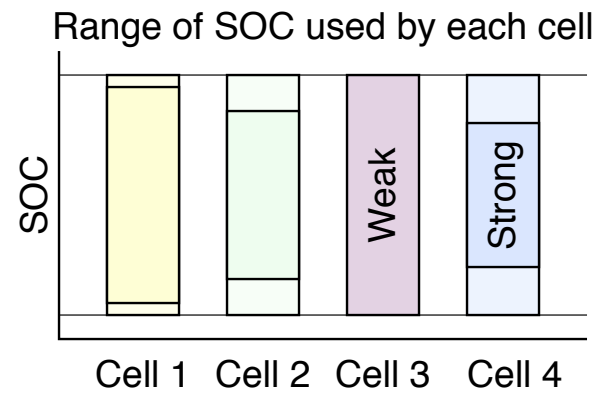 Range of SOC used by each cell
SOC
Weak
Strong
Cell 1 Cell 2 Cell 3 Cell 4